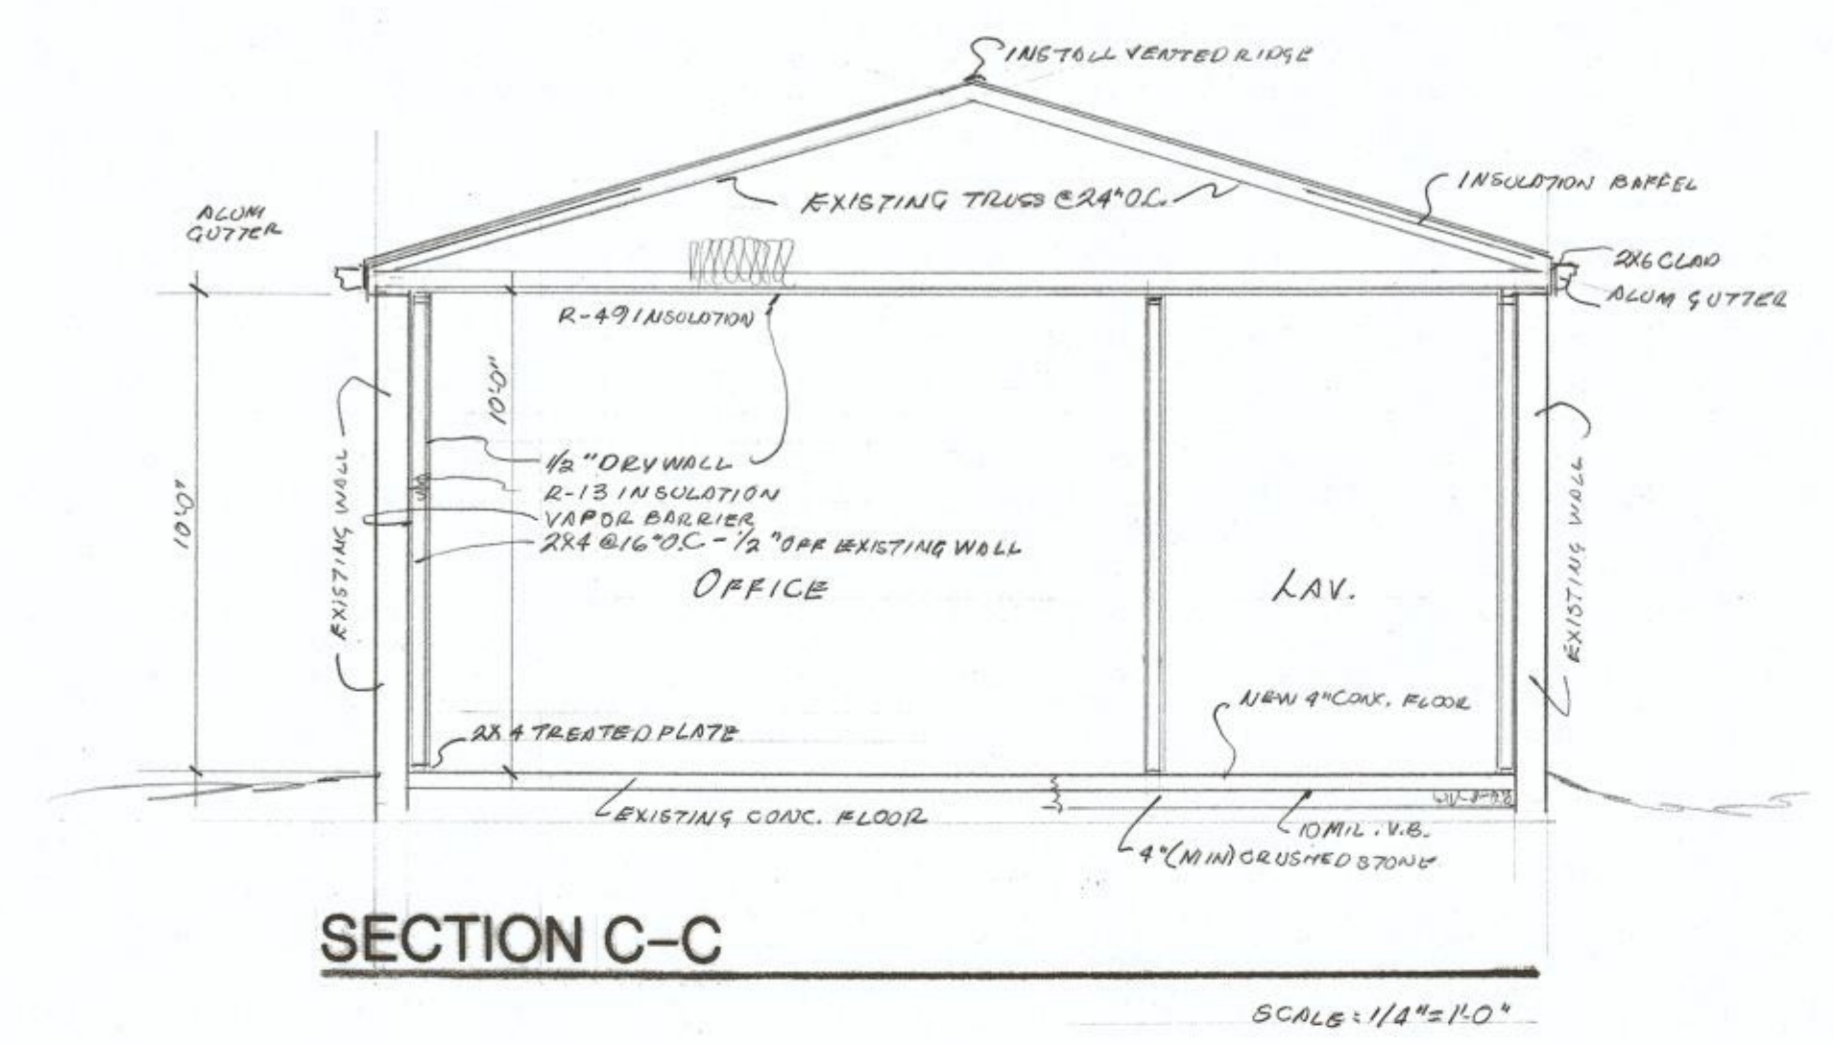 INSTALL VENTED RIDGE
INSULATION BAFFEL
EXISTING TRUSS @ 24" O.C.
ALUM
GUTTER
2X6 CLAD
ALUM GUTTER
R-49 INSULATION
10'-0"
10'-0"
EXISTING WALL
1/2" DRYWALL
R-13 INSULATION
VAPOR BARRIER
2X4 @ 16" O.C - 1/2" OFF EXISTING WALL
OFFICE
LAV.
EXISTING WALL
NEW 4" CONC. FLOOR
2X4 TREATED PLATE
EXISTING CONC. FLOOR
10 MIL. V.B.
4" (MIN) CRUSHED STONE
SECTION C-C
SCALE: 1/4" = 1'-0"